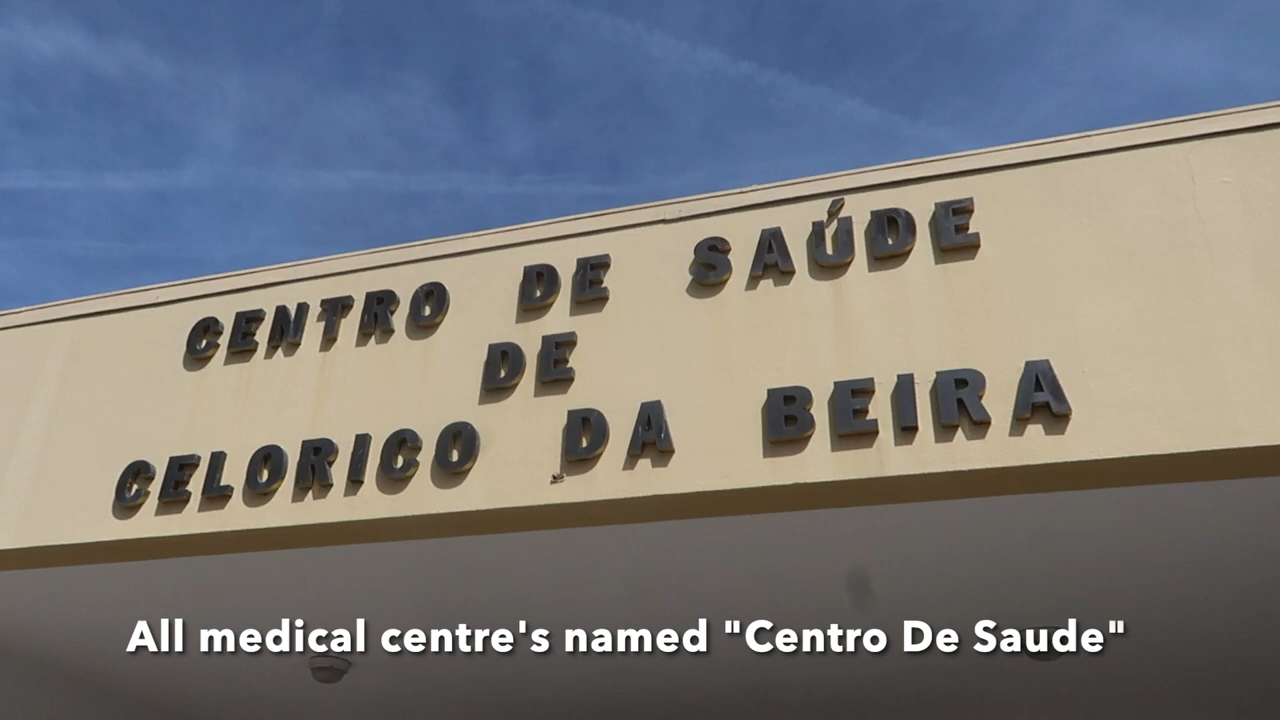 CENTRO DE SAÚDE
DE
CELORICO DA BEIRA
All medical centre's named "Centro De Saude"